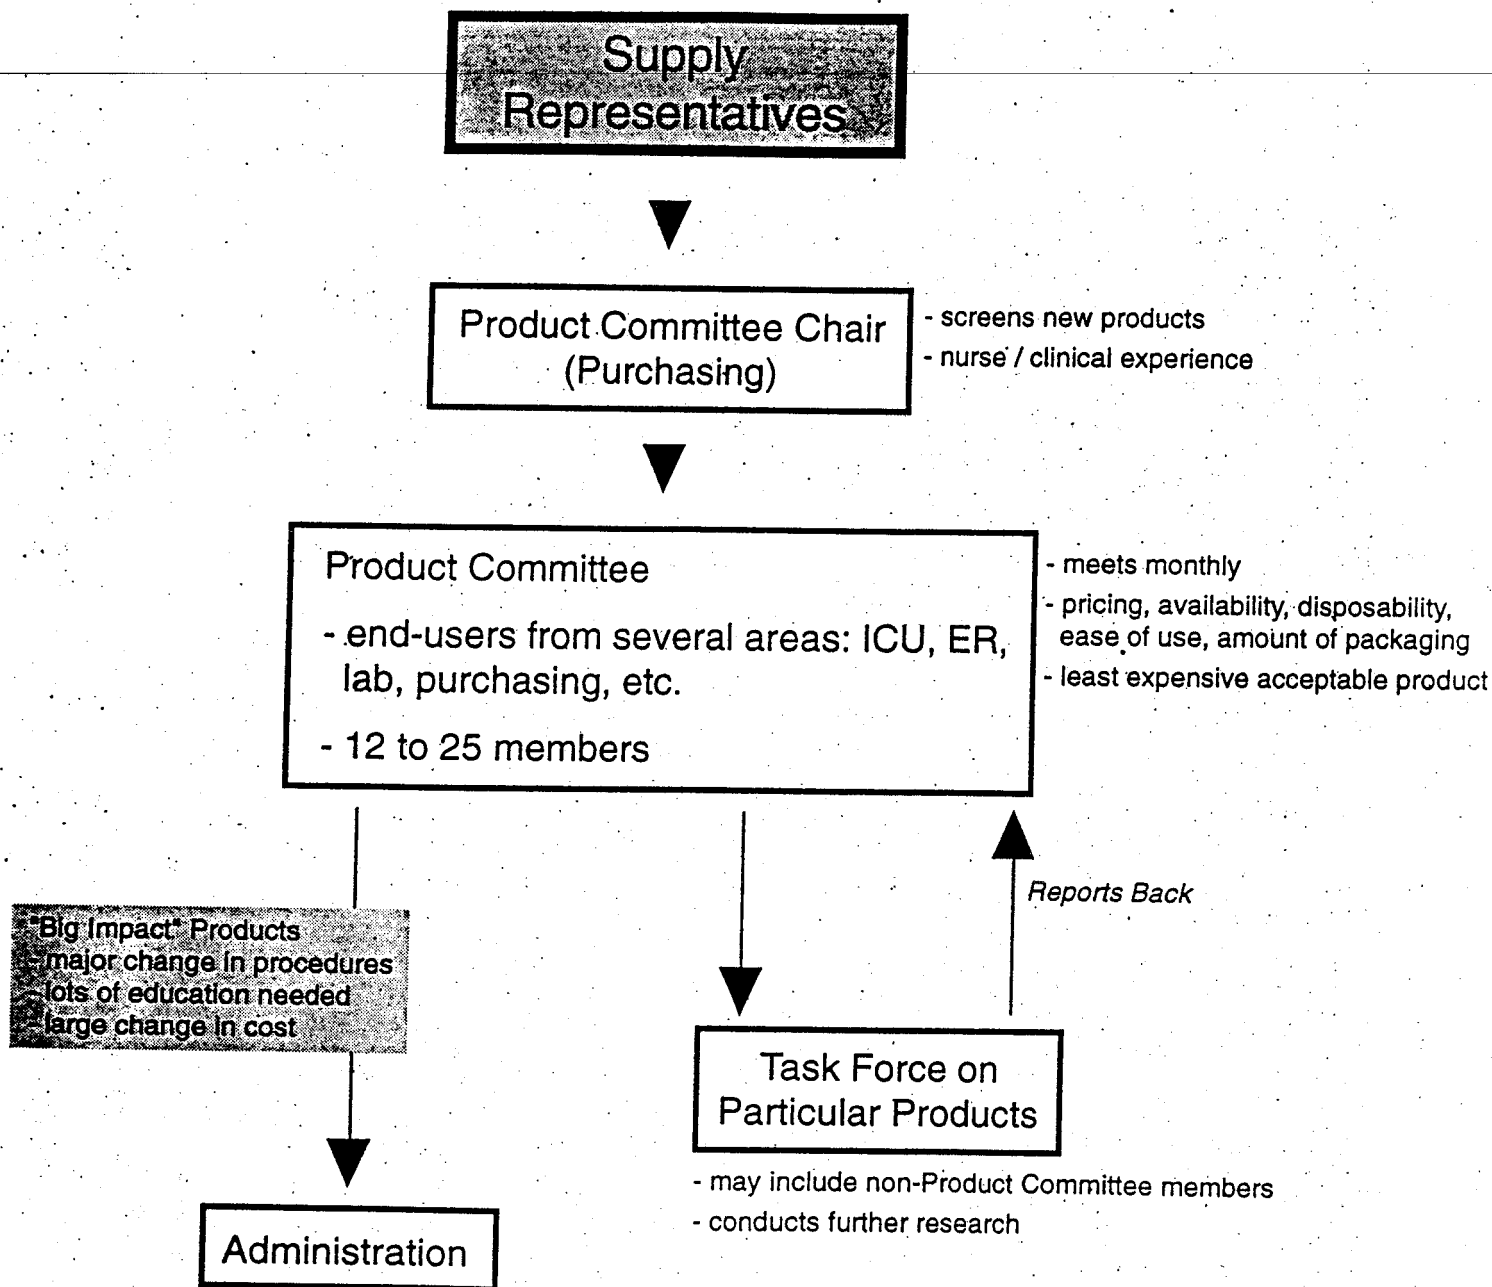 Supply
Representatives
Product Committee Chair
(Purchasing)
- screens new products
- nurse / clinical experience
Product Committee
- end-users from several areas: ICU, ER,
lab, purchasing, etc.
- 12 to 25 members
- meets monthly
- pricing, availability, disposability,
ease of use, amount of packaging
- least expensive acceptable product
Reports Back
"Big Impact" Products
- major change in procedures
- lots of education needed
- large change in cost
Task Force on
Particular Products
- may include non-Product Committee members
- conducts further research
Administration